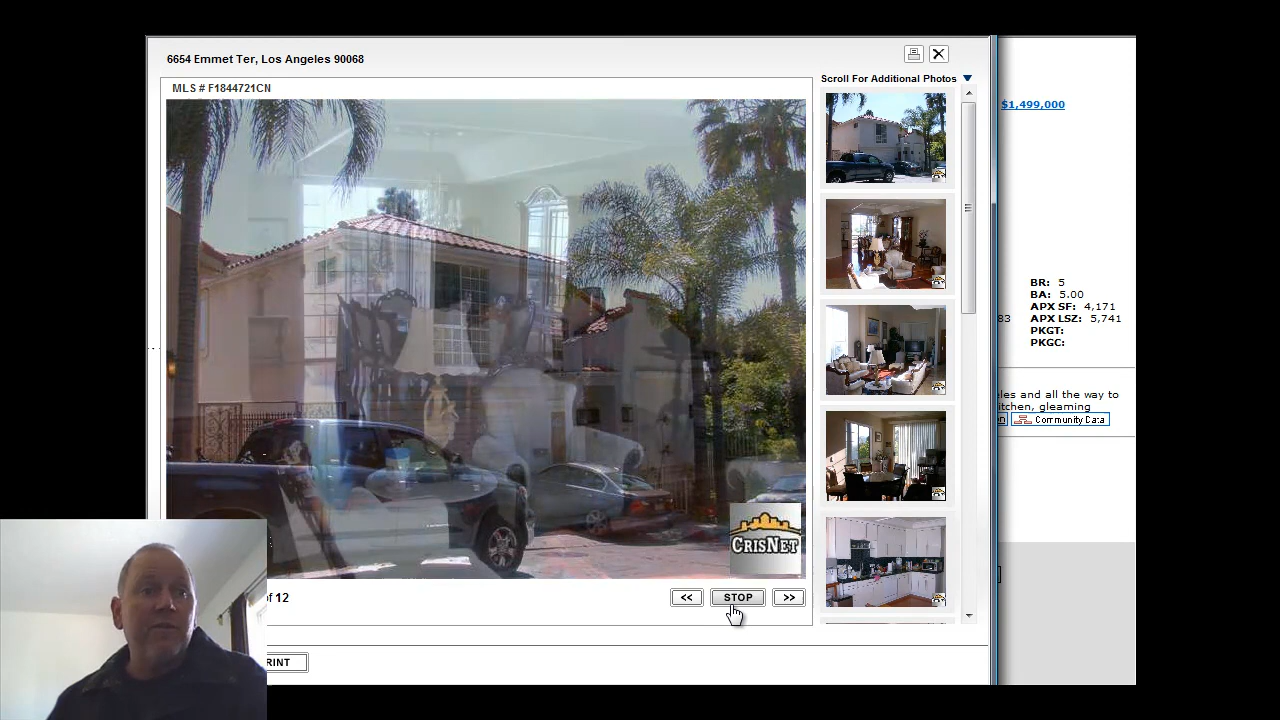 6654 Emmet Ter, Los Angeles 90068
MLS # F1844721CN
Scroll For Additional Photos
$1,499,000
BR: 5
BA: 5.00
83 APX SF: 4,171
APX LSZ: 5,741
PKGT:
PKGC:
les and all the way to
itchen, gleaming
Community Data
CRISNET
of 12
<<
STOP
>>
RINT